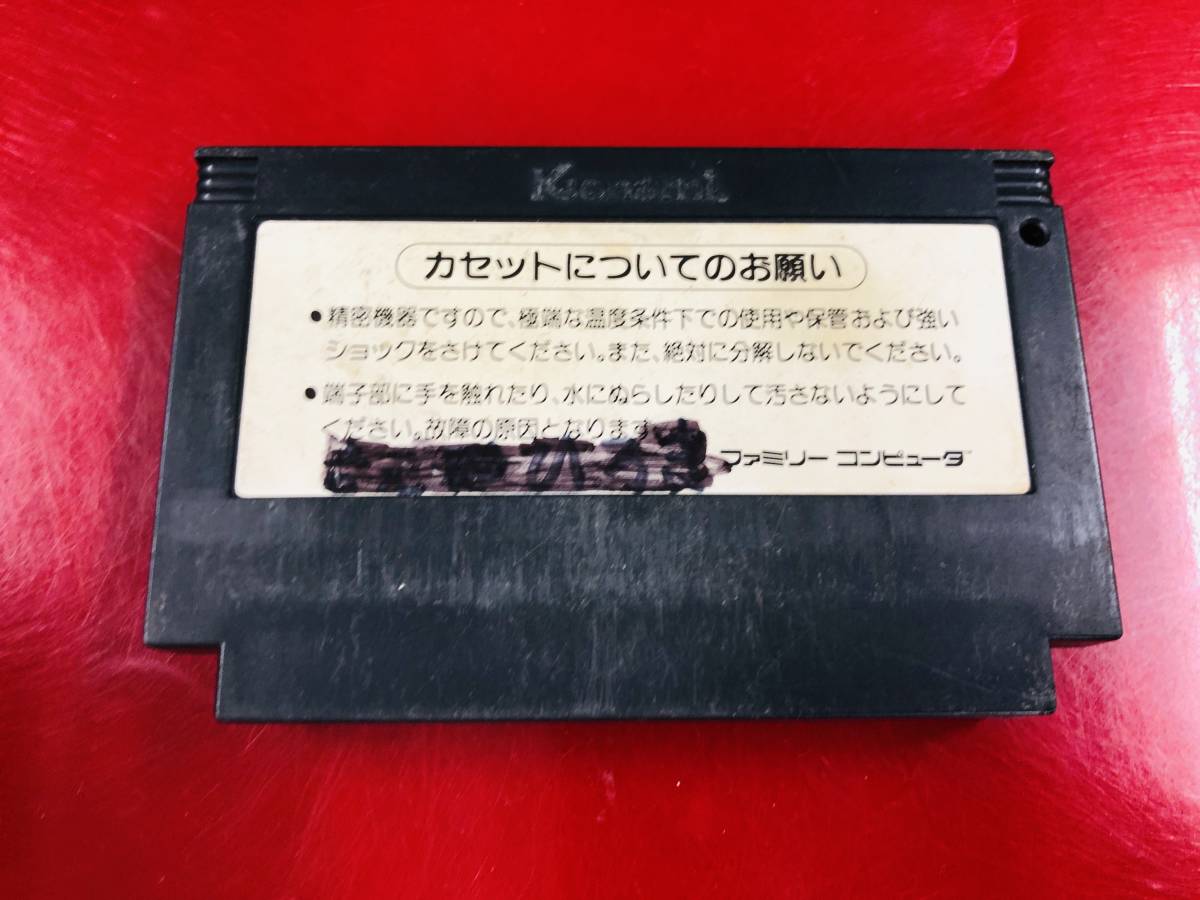 Konami
カセットについてのお願い
●精密機器ですので、極端な温度条件下での使用や保管および強い
ショックをさけてください。また、絶対に分解しないでください。
●端子部に手を触れたり、水にぬらしたりして汚さないようにして
ください。故障の原因となります
ファミリー コンピュータ